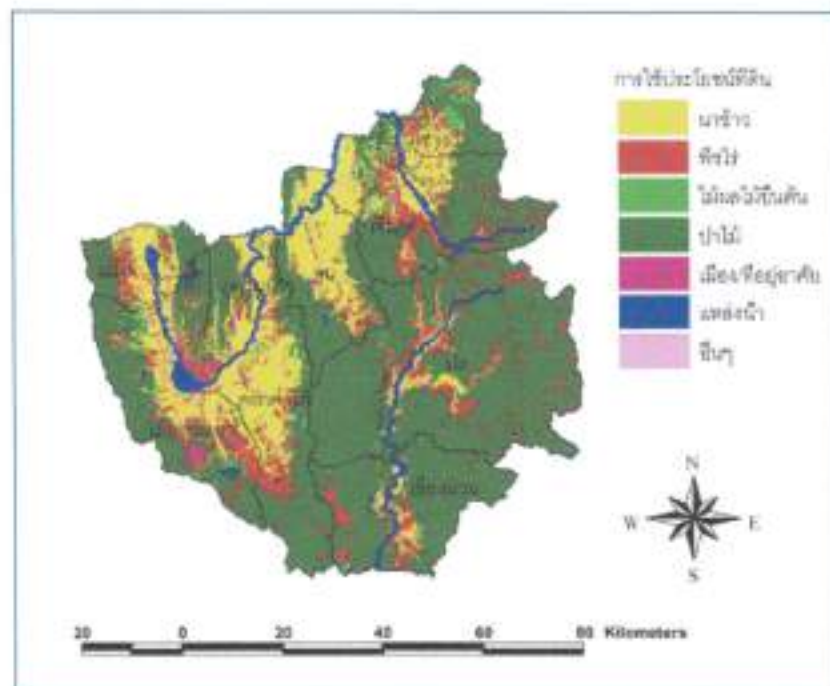 การใช้ประโยชน์ที่ดิน
นาข้าว
พืชไร่
ไม้ผลไม้ยืนต้น
ป่าไม้
เมือง/ที่อยู่อาศัย
แหล่งน้ำ
อื่นๆ
N
W E
S
20 0 20 40 60 80 Kilometers